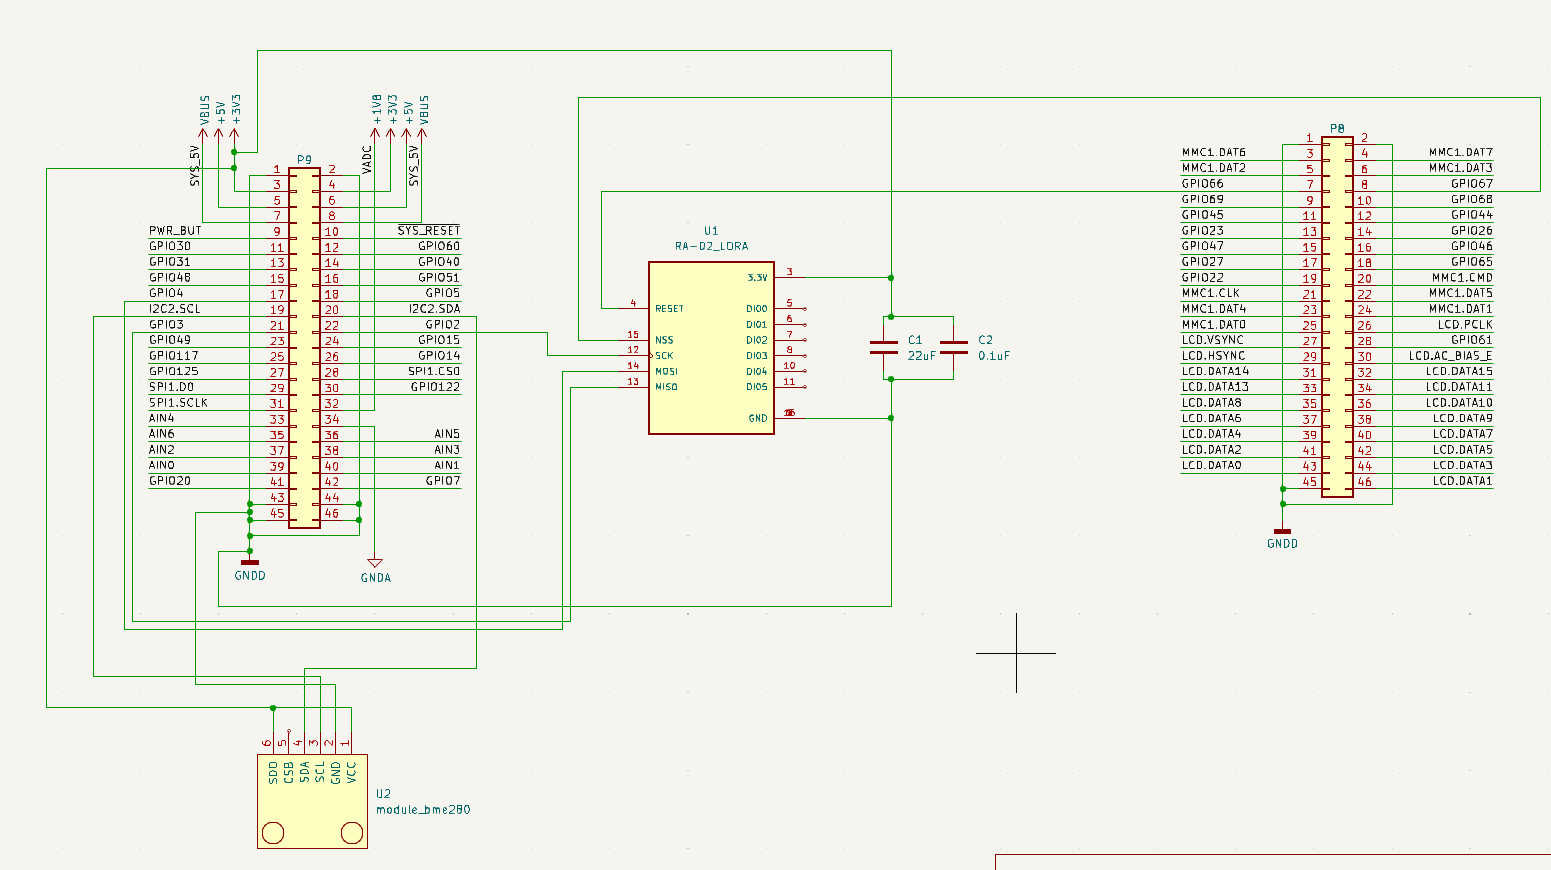 VBUS +5V +3V3 +1V8 +3V3 +5V VBUS
SYS_5V VADC SYS_5V
P9
1 2
3 4
5 6
7 8
PWR_BUT 9 10 SYS_RESET
GPIO30 11 12 GPIO60
GPIO31 13 14 GPIO40
GPIO48 15 16 GPIO51
GPIO4 17 18 GPIO5
I2C2.SCL 19 20 I2C2.SDA
GPIO3 21 22 GPIO2
GPIO49 23 24 GPIO15
GPIO117 25 26 GPIO14
GPIO125 27 28 SPI1.CS0
SPI1.D0 29 30 GPIO122
SPI1.SCLK 31 32
AIN4 33 34
AIN6 35 36 AIN5
AIN2 37 38 AIN3
AIN0 39 40 AIN1
GPIO20 41 42 GPIO7
43 44
45 46
GNDD
GNDA
U1
RA-02_LORA
3.3V 3
4 RESET DIO0 5
DIO1 6
15 NSS DIO2 7
12 SCK DIO3 8
14 MOSI DIO4 10
13 MISO DIO5 11
GND
C1
22uF
C2
0.1uF
P8
1 2
MMC1.DAT6 3 4 MMC1.DAT7
MMC1.DAT2 5 6 MMC1.DAT3
GPIO66 7 8 GPIO67
GPIO69 9 10 GPIO68
GPIO45 11 12 GPIO44
GPIO23 13 14 GPIO26
GPIO47 15 16 GPIO46
GPIO27 17 18 GPIO65
GPIO22 19 20 MMC1.CMD
MMC1.CLK 21 22 MMC1.DAT5
MMC1.DAT4 23 24 MMC1.DAT1
MMC1.DAT0 25 26 LCD.PCLK
LCD.VSYNC 27 28 GPIO61
LCD.HSYNC 29 30 LCD.AC_BIAS_E
LCD.DATA14 31 32 LCD.DATA15
LCD.DATA13 33 34 LCD.DATA11
LCD.DATA8 35 36 LCD.DATA10
LCD.DATA6 37 38 LCD.DATA9
LCD.DATA4 39 40 LCD.DATA7
LCD.DATA2 41 42 LCD.DATA5
LCD.DATA0 43 44 LCD.DATA3
45 46 LCD.DATA1
GNDD
6 5 4 3 2 1
SDO CSB SDA SCL GND VCC
U2
module_bme280